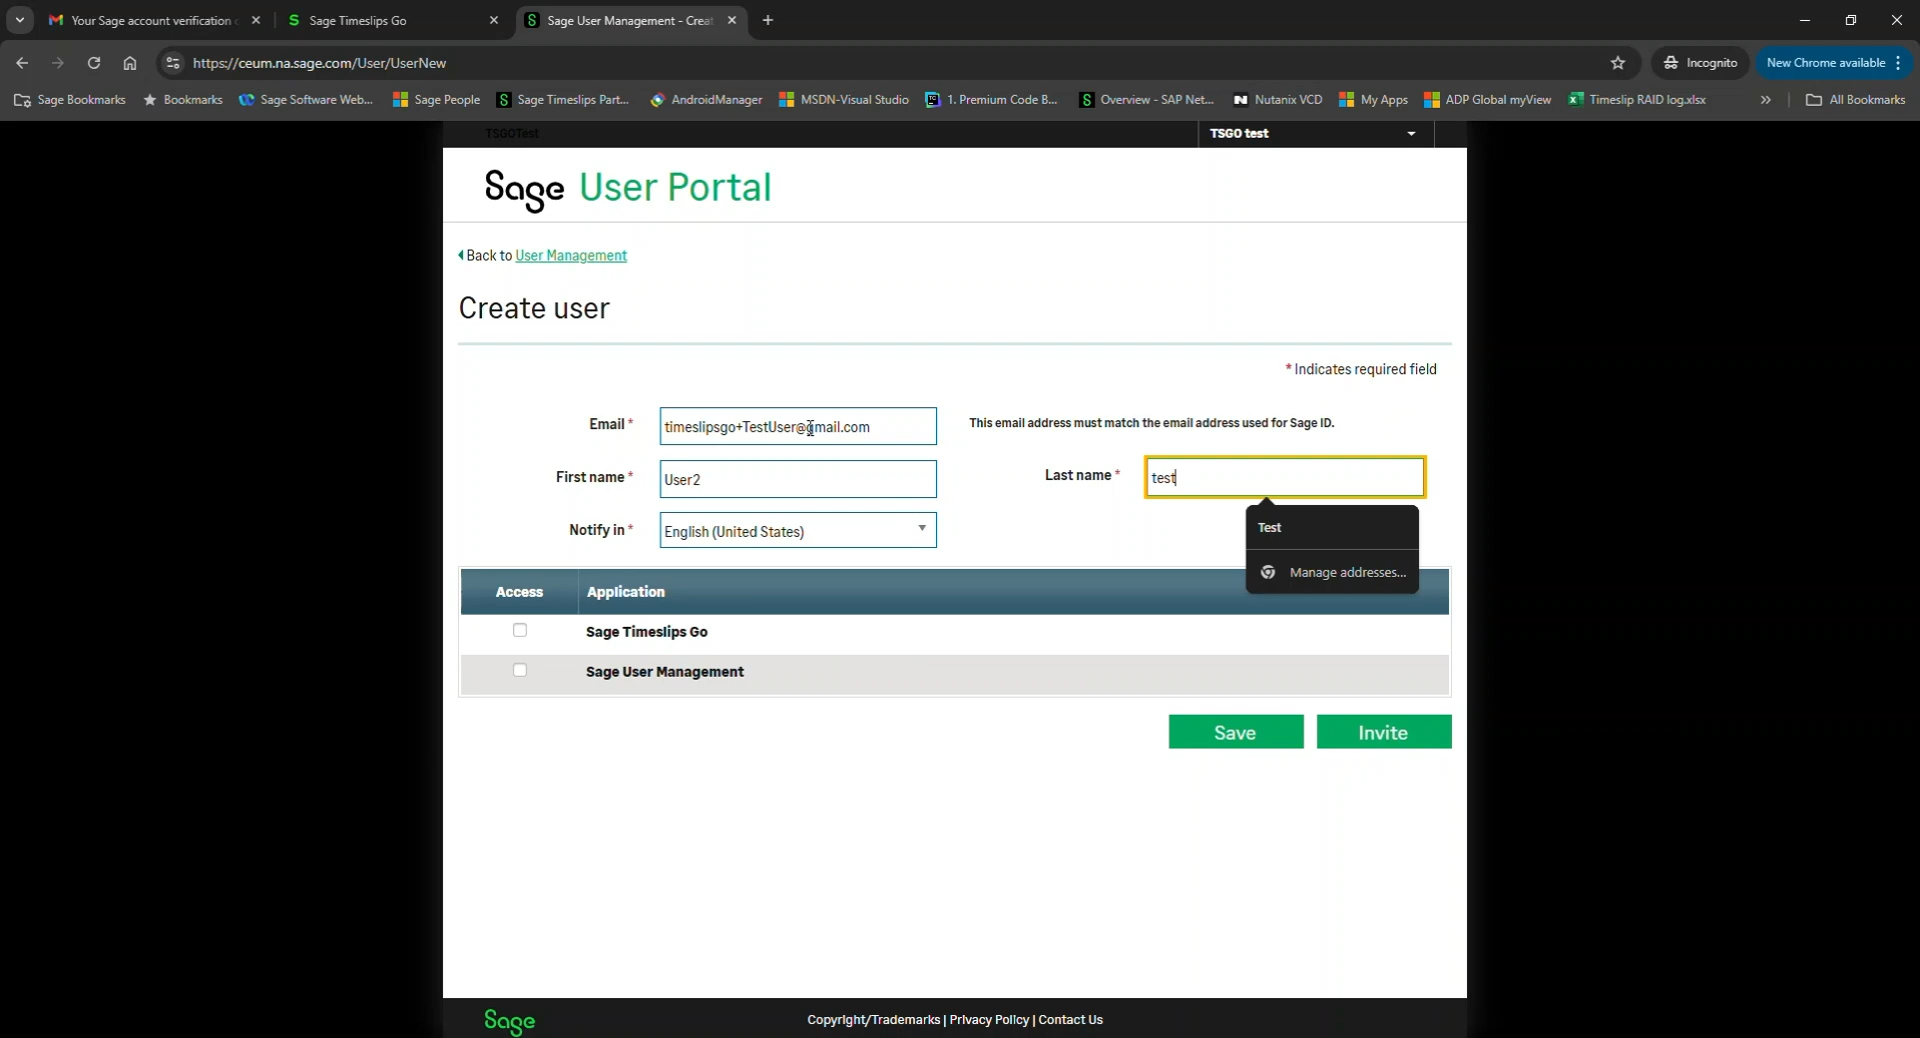 Your Sage account verification
Sage Timeslips Go
Sage User Management - Crea
https://ceum.na.sage.com/User/UserNew
Incognito
New Chrome available
Sage Bookmarks
Bookmarks
Sage Software Web...
Sage People
Sage Timeslips Part...
AndroidManager
MSDN-Visual Studio
1. Premium Code B...
Overview - SAP Net...
Nutanix VCD
My Apps
ADP Global myView
Timeslip RAID log.xlsx
»
All Bookmarks
TSGOTest
TSGO test
Sage User Portal
Back to User Management
Create user
* Indicates required field
Email *
timeslipsgo+TestUser@gmail.com
This email address must match the email address used for Sage ID.
First name *
User2
Last name *
test
Test
Manage addresses...
Notify in *
English (United States)
Access
Application
Sage Timeslips Go
Sage User Management
Save
Invite
Sage
Copyright/Trademarks | Privacy Policy | Contact Us